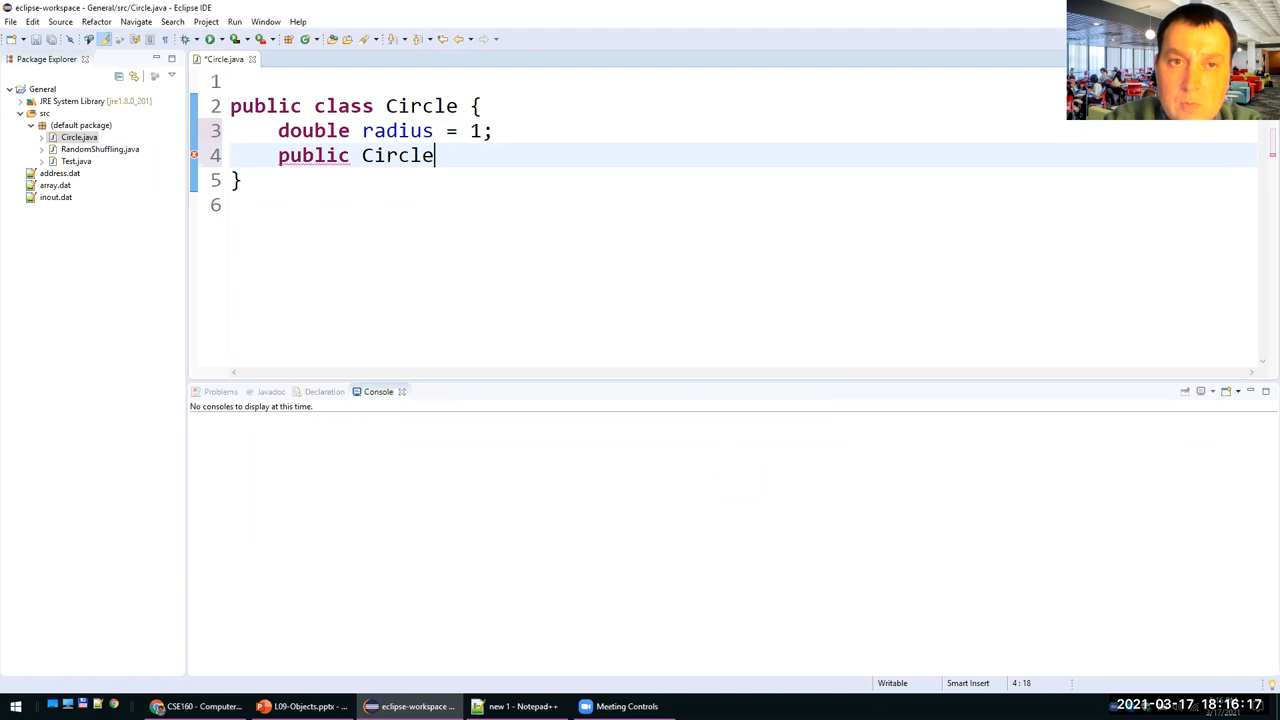 eclipse-workspace - General/src/Circle.java - Eclipse IDE
File Edit Source Refactor Navigate Search Project Run Window Help
Package Explorer
*Circle.java
General
JRE System Library [jre1.8.0_201]
src
(default package)
Circle.java
RandomShuffling.java
Test.java
address.dat
array.dat
inout.dat
1
2 public class Circle {
3 double radius = 1;
4 public Circle
5 }
6
Problems Javadoc Declaration Console
No consoles to display at this time.
Writable Smart Insert 4 : 18
CSE160 - Computer... L09-Objects.pptx - ... eclipse-workspace ... new 1 - Notepad++ Meeting Controls
2021-03-17 18:16:17
3/17/2021